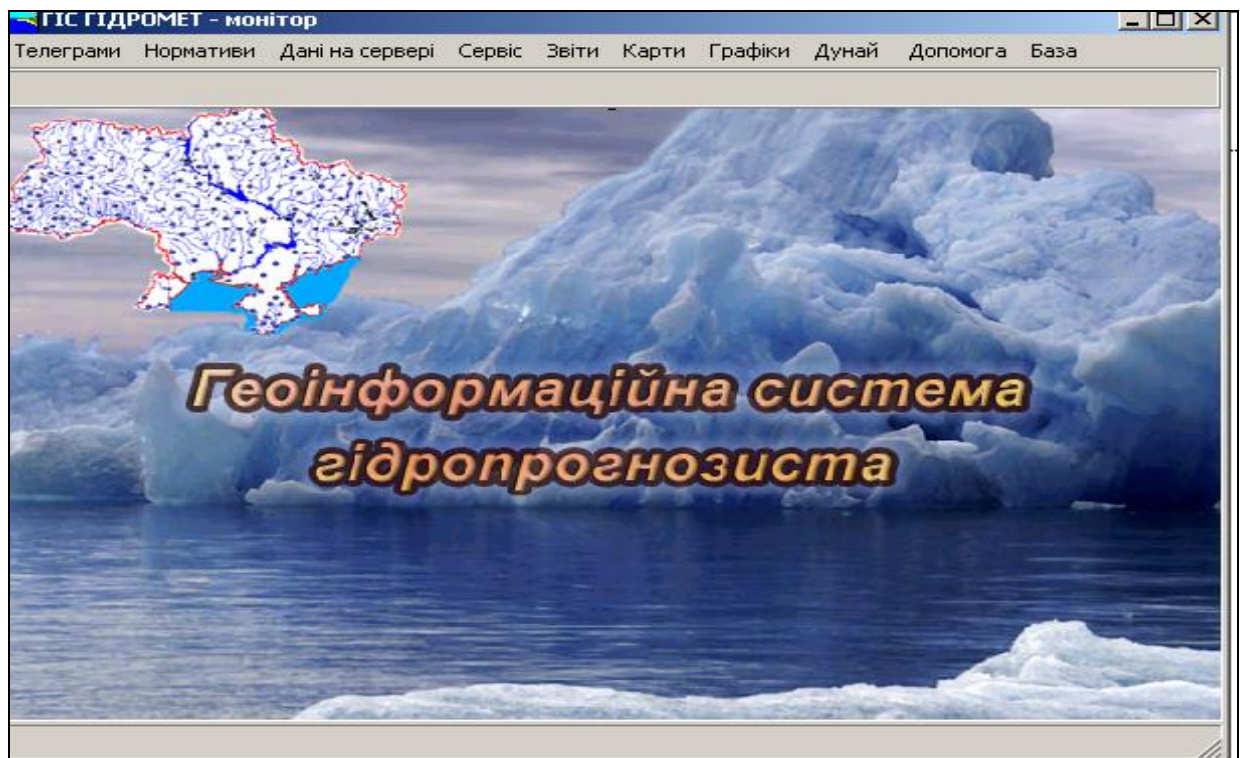 ГІС ГІДРОМЕТ - монітор
Телеграми Нормативи Дані на сервері Сервіс Звіти Карти Графіки Дунай Допомога База
Геоінформаційна система
гідропрогнозиста